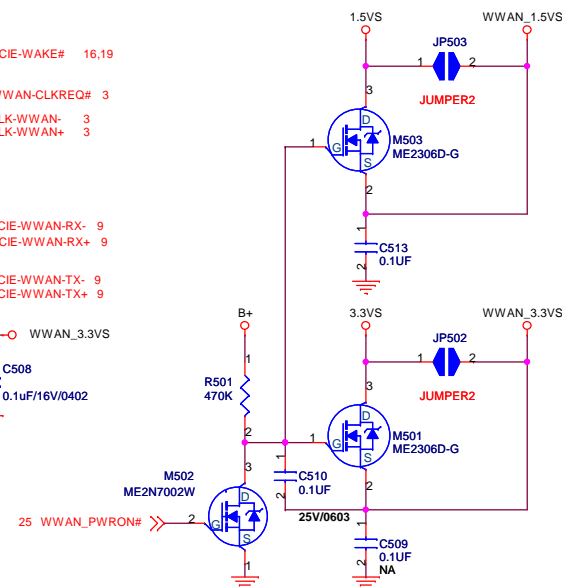 1.5VS
WWAN_1.5VS
CIE-WAKE# 16,19
JP503
1 2
JUMPER2
WWAN-CLKREQ# 3
LK-WWAN- 3
LK-WWAN+ 3
3
D
1 G
M503
ME2306D-G
S
2
CIE-WWAN-RX- 9
CIE-WWAN-RX+ 9
1
C513
0.1UF
2
CIE-WWAN-TX- 9
CIE-WWAN-TX+ 9
B+
3.3VS
WWAN_3.3VS
WWAN_3.3VS
JP502
1 2
JUMPER2
C508
0.1uF/16V/0402
1
R501
470K
2
3
D
1 G
M501
ME2306D-G
S
2
M502
ME2N7002W
3
D
1
C510
0.1UF
2
25V/0603
25 WWAN_PWRON#
2 G
S
1
1
C509
0.1UF
2
NA